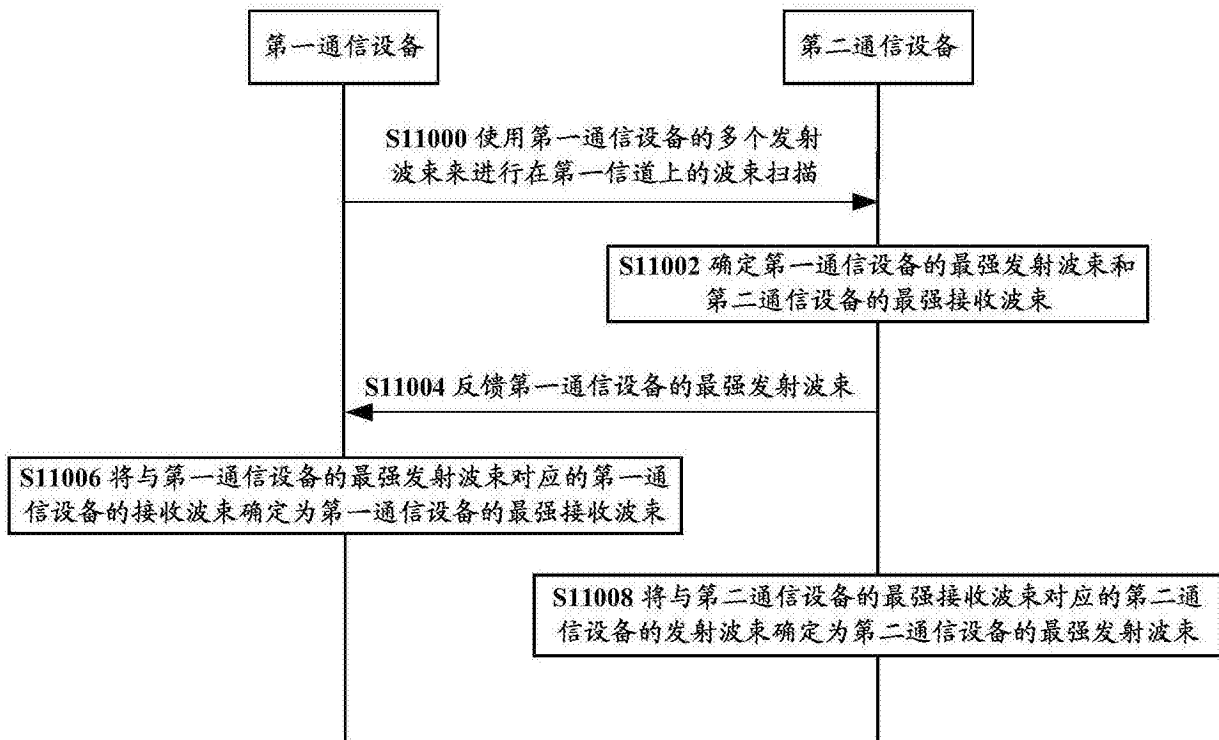 第一通信设备
第二通信设备
S11000 使用第一通信设备的多个发射
波束来进行在第一信道上的波束扫描
S11002 确定第一通信设备的最强发射波束和
第二通信设备的最强接收波束
S11004 反馈第一通信设备的最强发射波束
S11006 将与第一通信设备的最强发射波束对应的第一通
信设备的接收波束确定为第一通信设备的最强接收波束
S11008 将与第二通信设备的最强接收波束对应的第二通
信设备的发射波束确定为第二通信设备的最强发射波束